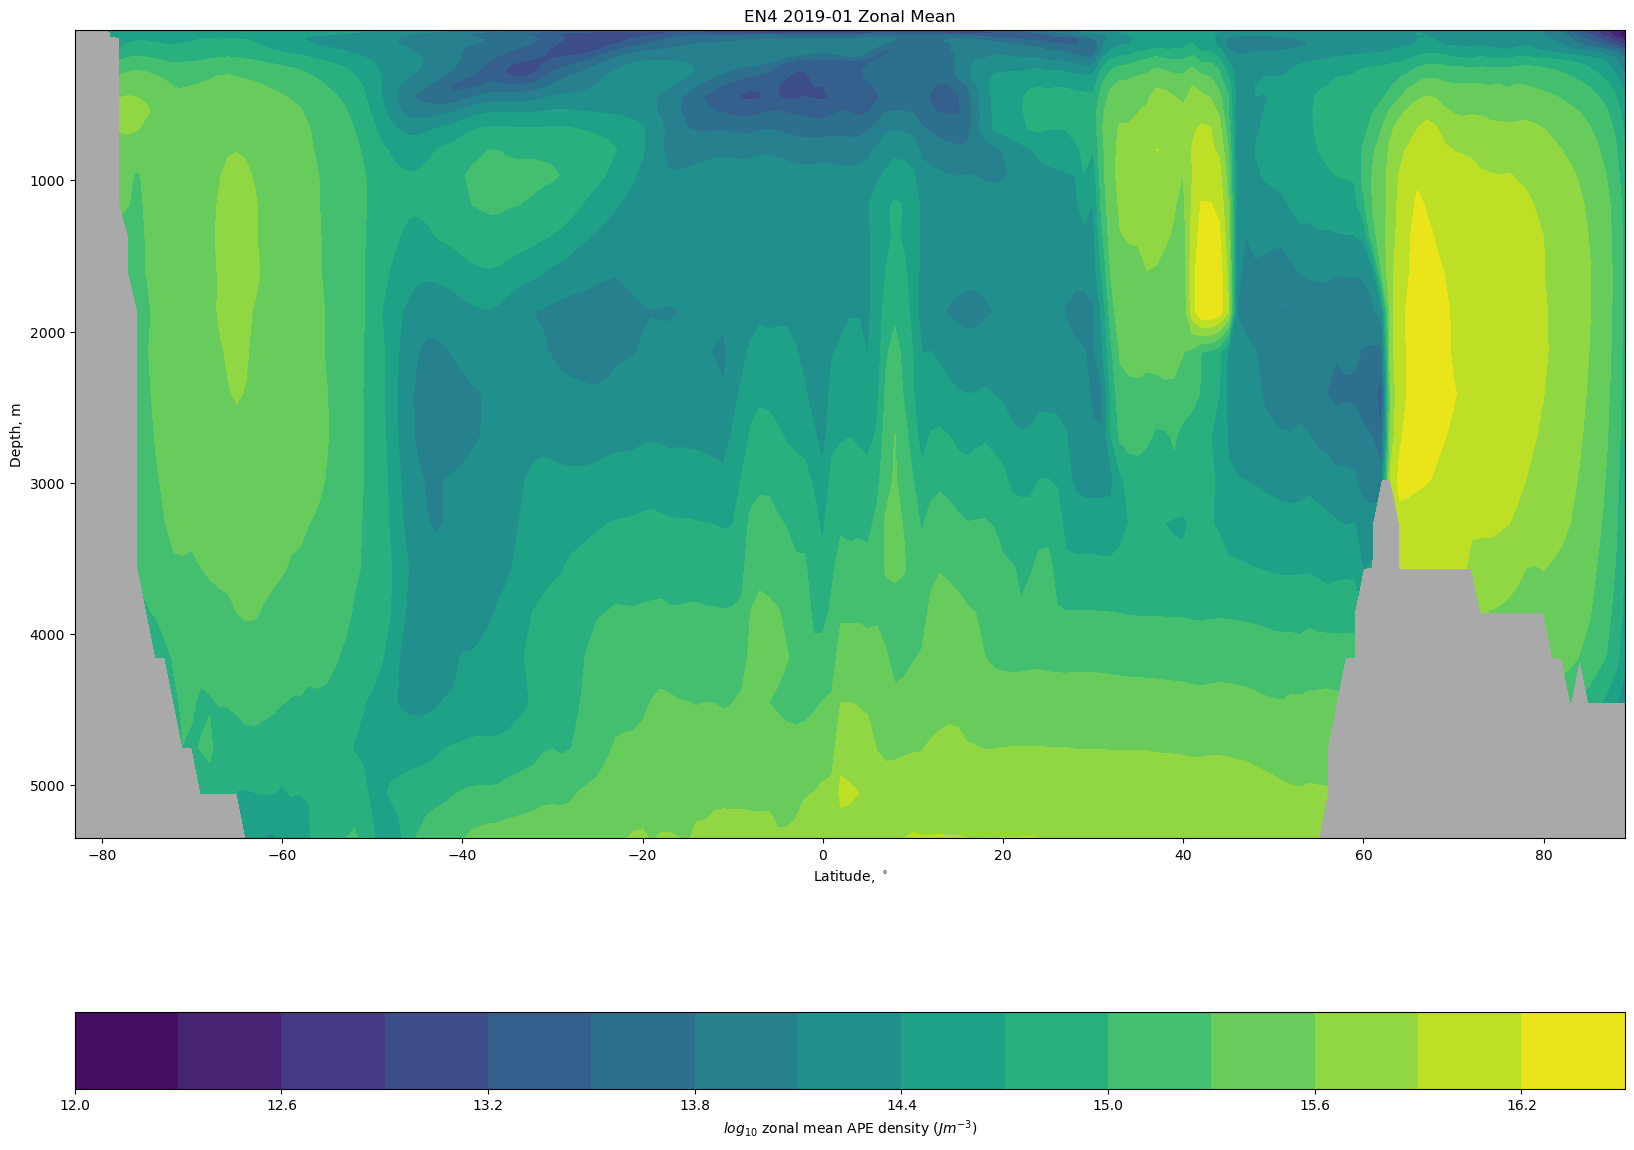 EN4 2019-01 Zonal Mean
Depth, m
1000
2000
3000
4000
5000
−80 −60 −40 −20 0 20 40 60 80
Latitude, °
12.0 12.6 13.2 13.8 14.4 15.0 15.6 16.2
log₁₀ zonal mean APE density (Jm⁻³)